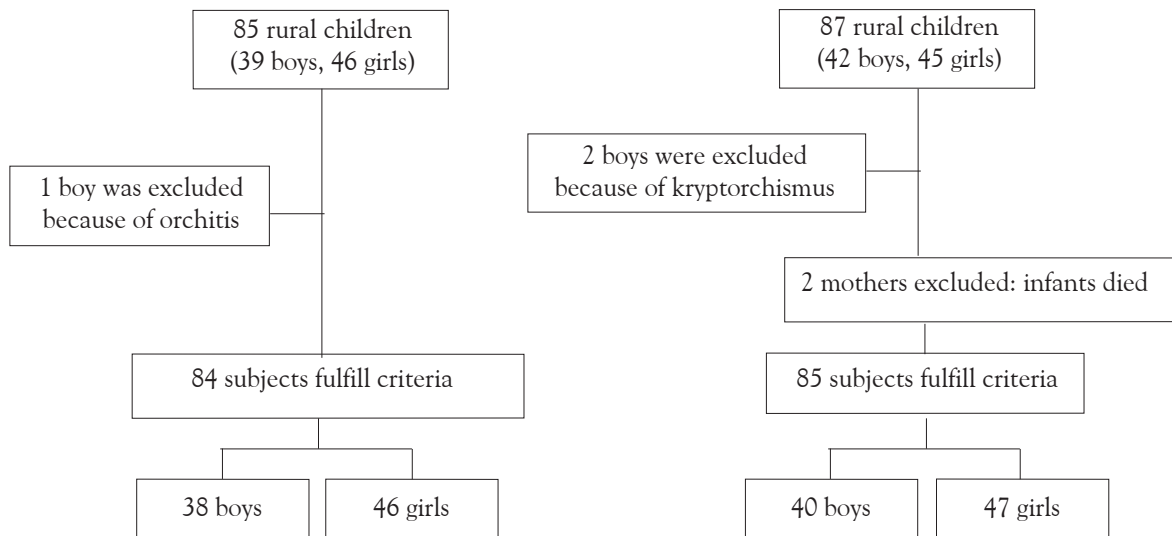 85 rural children
(39 boys, 46 girls)
1 boy was excluded
because of orchitis
84 subjects fulfill criteria
38 boys
46 girls
87 rural children
(42 boys, 45 girls)
2 boys were excluded
because of kryptorchismus
2 mothers excluded: infants died
85 subjects fulfill criteria
40 boys
47 girls